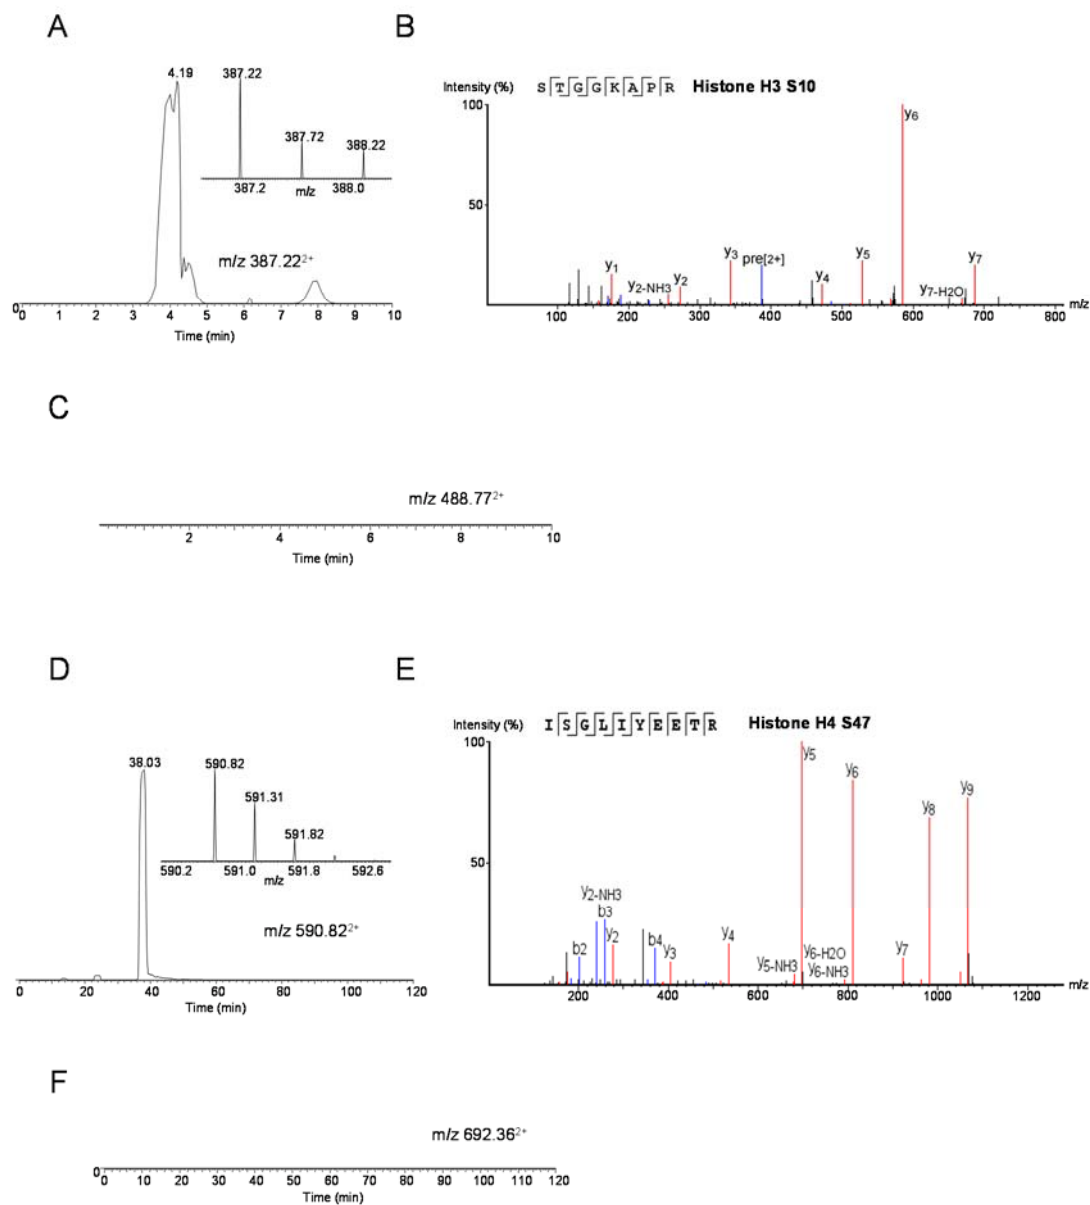 A
4.19
387.22
387.72
388.22
387.2
m/z
388.0
m/z 387.22²⁺
0 1 2 3 4 5 6 7 8 9 10
Time (min)
B
Intensity (%)
S T G G K A P R
Histone H3 S10
100
50
y1
y2-NH3
y2
y3
pre[2+]
y4
y5
y6
y7-H2O
y7
100 200 300 400 500 600 700 800
m/z
C
m/z 488.77²⁺
2 4 6 8 10
Time (min)
D
38.03
590.82
591.31
591.82
590.2 591.0 591.8 592.6
m/z
m/z 590.82²⁺
0 20 40 60 80 100 120
Time (min)
E
Intensity (%)
I S G L I Y E E T R
Histone H4 S47
100
50
b2
y2-NH3
b3
y2
b4
y3
y4
y5-NH3
y5
y6-H2O
y6-NH3
y6
y7
y8
y9
200 400 600 800 1000 1200
m/z
F
m/z 692.36²⁺
0
0 10 20 30 40 50 60 70 80 90 100 110 120
Time (min)